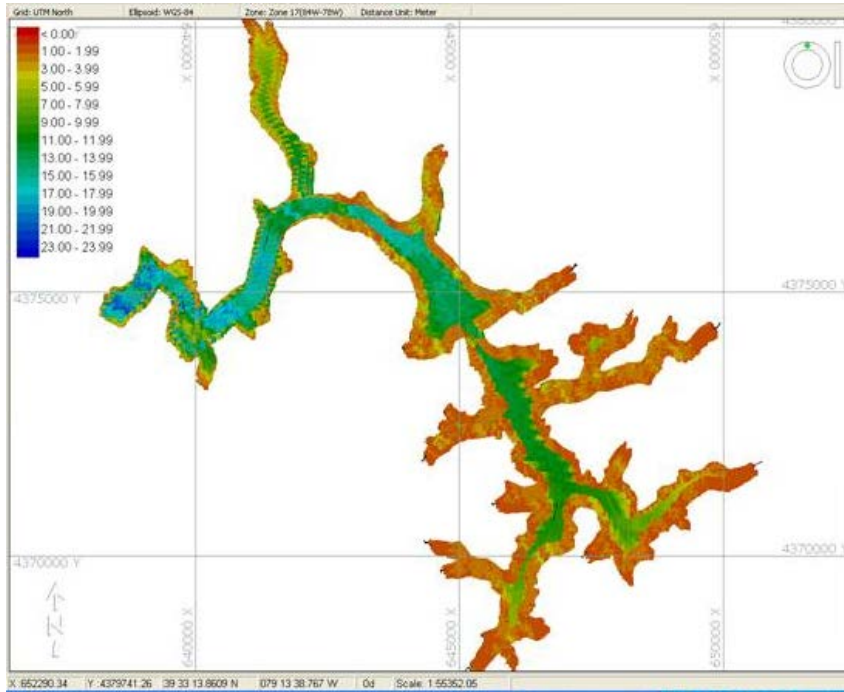 Grid: UTM North Ellipsoid: WGS-84 Zone: Zone 17(84W-78W) Distance Unit: Meter
640000 X 645000 X 650000 X 4380000 Y
< 0.00
1.00 - 1.99
3.00 - 3.99
5.00 - 5.99
7.00 - 7.99
9.00 - 9.99
11.00 - 11.99
13.00 - 13.99
15.00 - 15.99
17.00 - 17.99
19.00 - 19.99
21.00 - 21.99
23.00 - 23.99
4375000 Y 4375000 Y
4370000 Y 4370000 Y
640000 X 645000 X 650000 X
X :652290.34 Y :4379741.26 39 33 13.8609 N 079 13 38.767 W 0d Scale: 1:55352.05